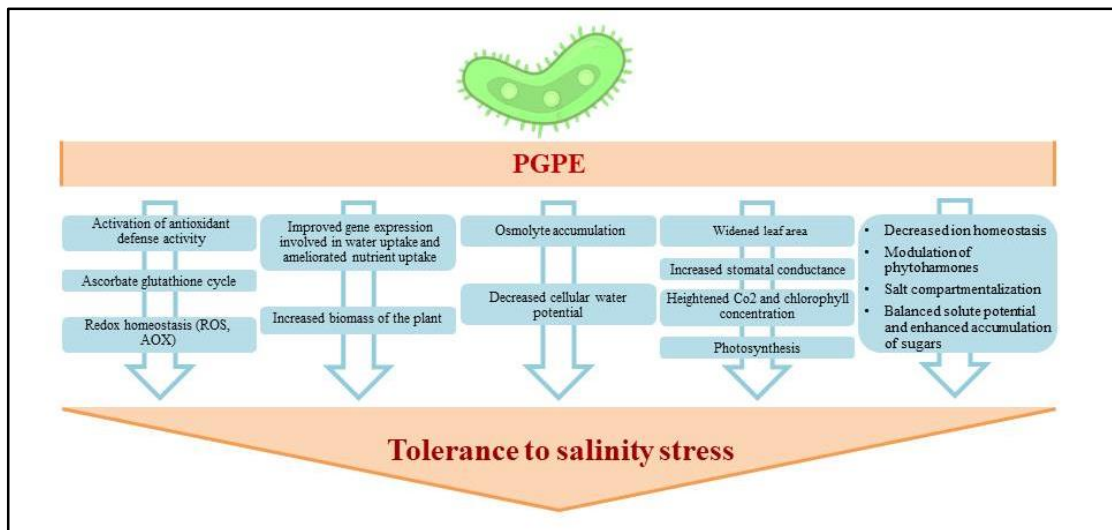 PGPE
Activation of antioxidant
defense activity
Ascorbate glutathione cycle
Redox homeostasis (ROS,
AOX)
Improved gene expression
involved in water uptake and
ameliorated nutrient uptake
Increased biomass of the plant
Osmolyte accumulation
Decreased cellular water
potential
Widened leaf area
Increased stomatal conductance
Heightened Co2 and chlorophyll
concentration
Photosynthesis
• Decreased ion homeostasis
• Modulation of
phytoharmones
• Salt compartmentalization
• Balanced solute potential
and enhanced accumulation
of sugars
Tolerance to salinity stress